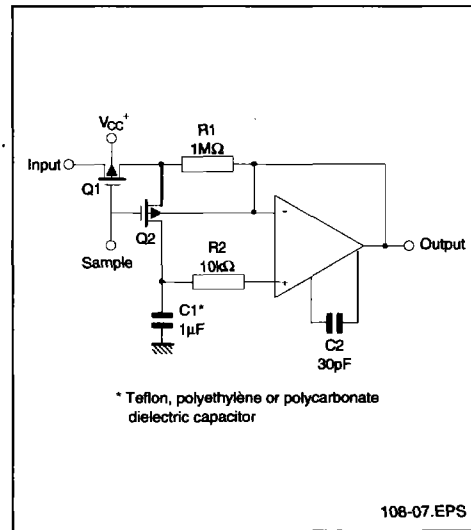 VCC+
R1
1MΩ
Input
Q1
Q2
-
R2
10kΩ
+
Output
Sample
C1*
1µF
C2
30pF
* Teflon, polyethylène or polycarbonate
dielectric capacitor
108-07.EPS